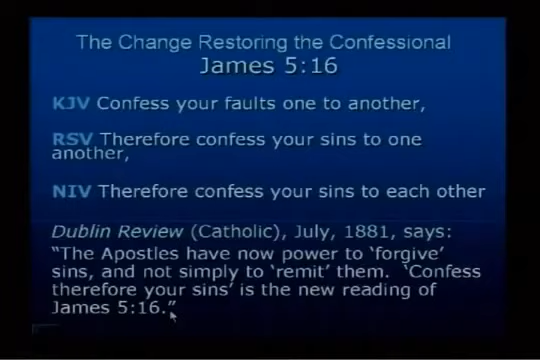 The Change Restoring the Confessional
James 5:16
KJV Confess your faults one to another,
RSV Therefore confess your sins to one
another,
NIV Therefore confess your sins to each other
Dublin Review (Catholic), July, 1881, says:
“The Apostles have now power to ‘forgive’
sins, and not simply to ‘remit’ them. ‘Confess
therefore your sins’ is the new reading of
James 5:16.”